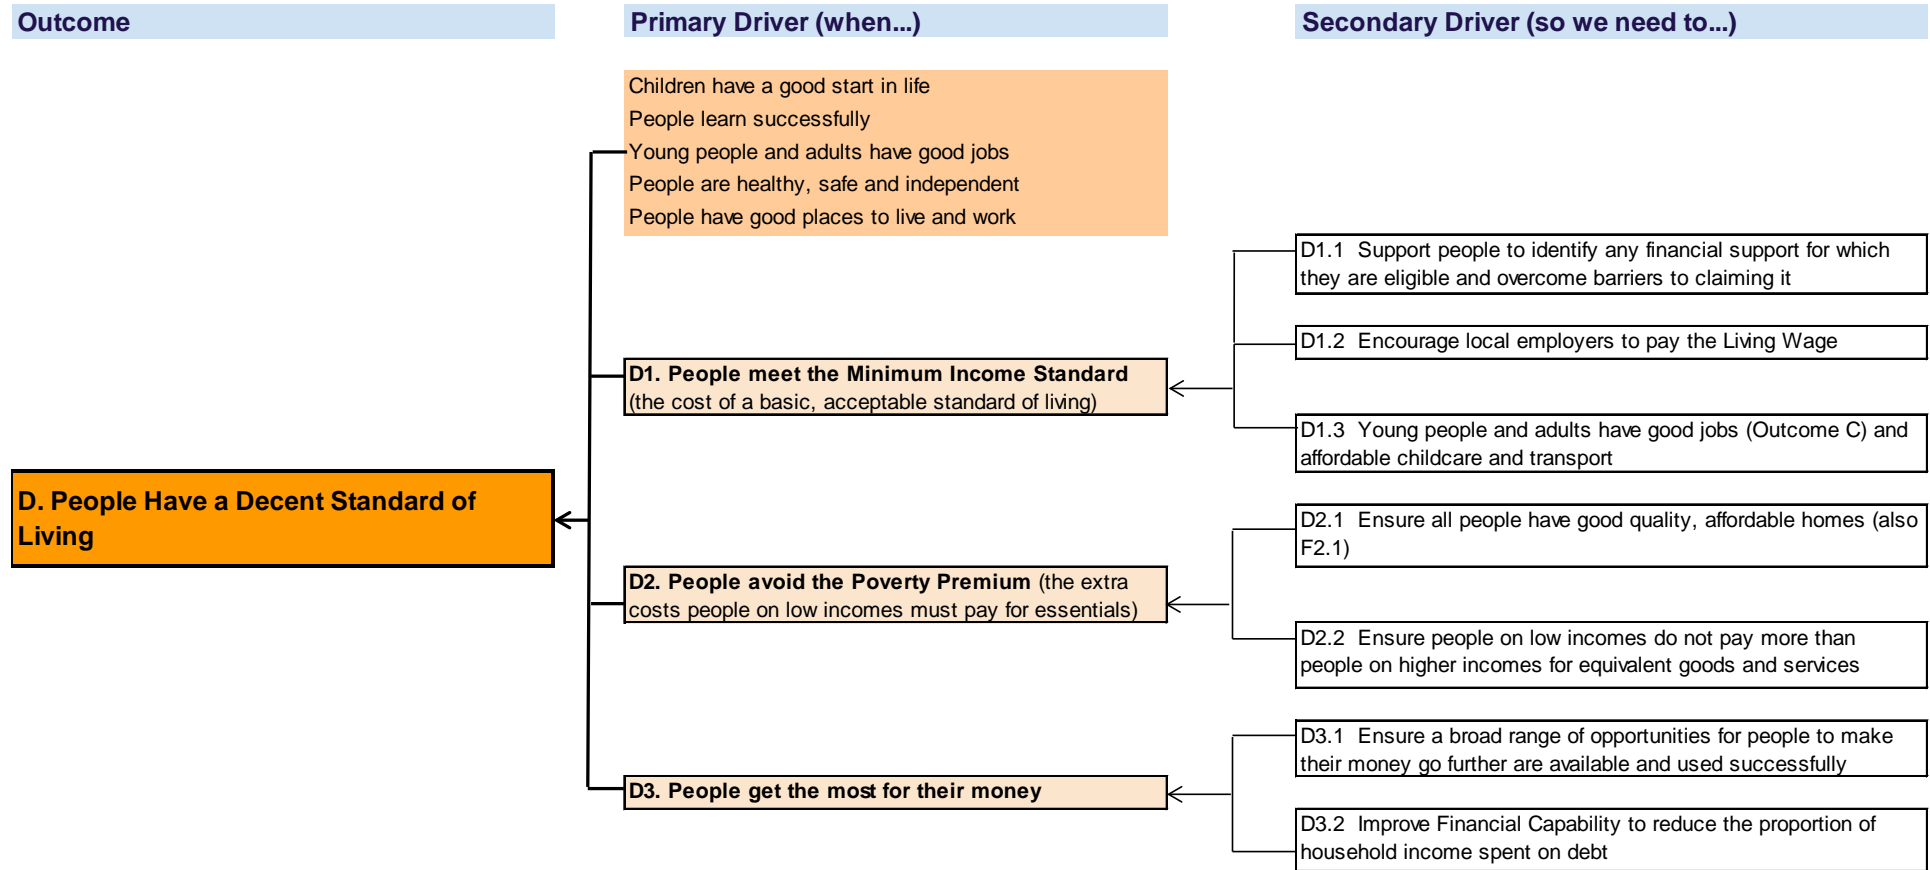 Outcome
Primary Driver (when...)
Secondary Driver (so we need to...)
Children have a good start in life
People learn successfully
Young people and adults have good jobs
People are healthy, safe and independent
People have good places to live and work
D1.1 Support people to identify any financial support for which
they are eligible and overcome barriers to claiming it
D1.2 Encourage local employers to pay the Living Wage
D1. People meet the Minimum Income Standard
(the cost of a basic, acceptable standard of living)
D1.3 Young people and adults have good jobs (Outcome C) and
affordable childcare and transport
D. People Have a Decent Standard of
Living
D2.1 Ensure all people have good quality, affordable homes (also
F2.1)
D2. People avoid the Poverty Premium (the extra
costs people on low incomes must pay for essentials)
D2.2 Ensure people on low incomes do not pay more than
people on higher incomes for equivalent goods and services
D3.1 Ensure a broad range of opportunities for people to make
their money go further are available and used successfully
D3. People get the most for their money
D3.2 Improve Financial Capability to reduce the proportion of
household income spent on debt